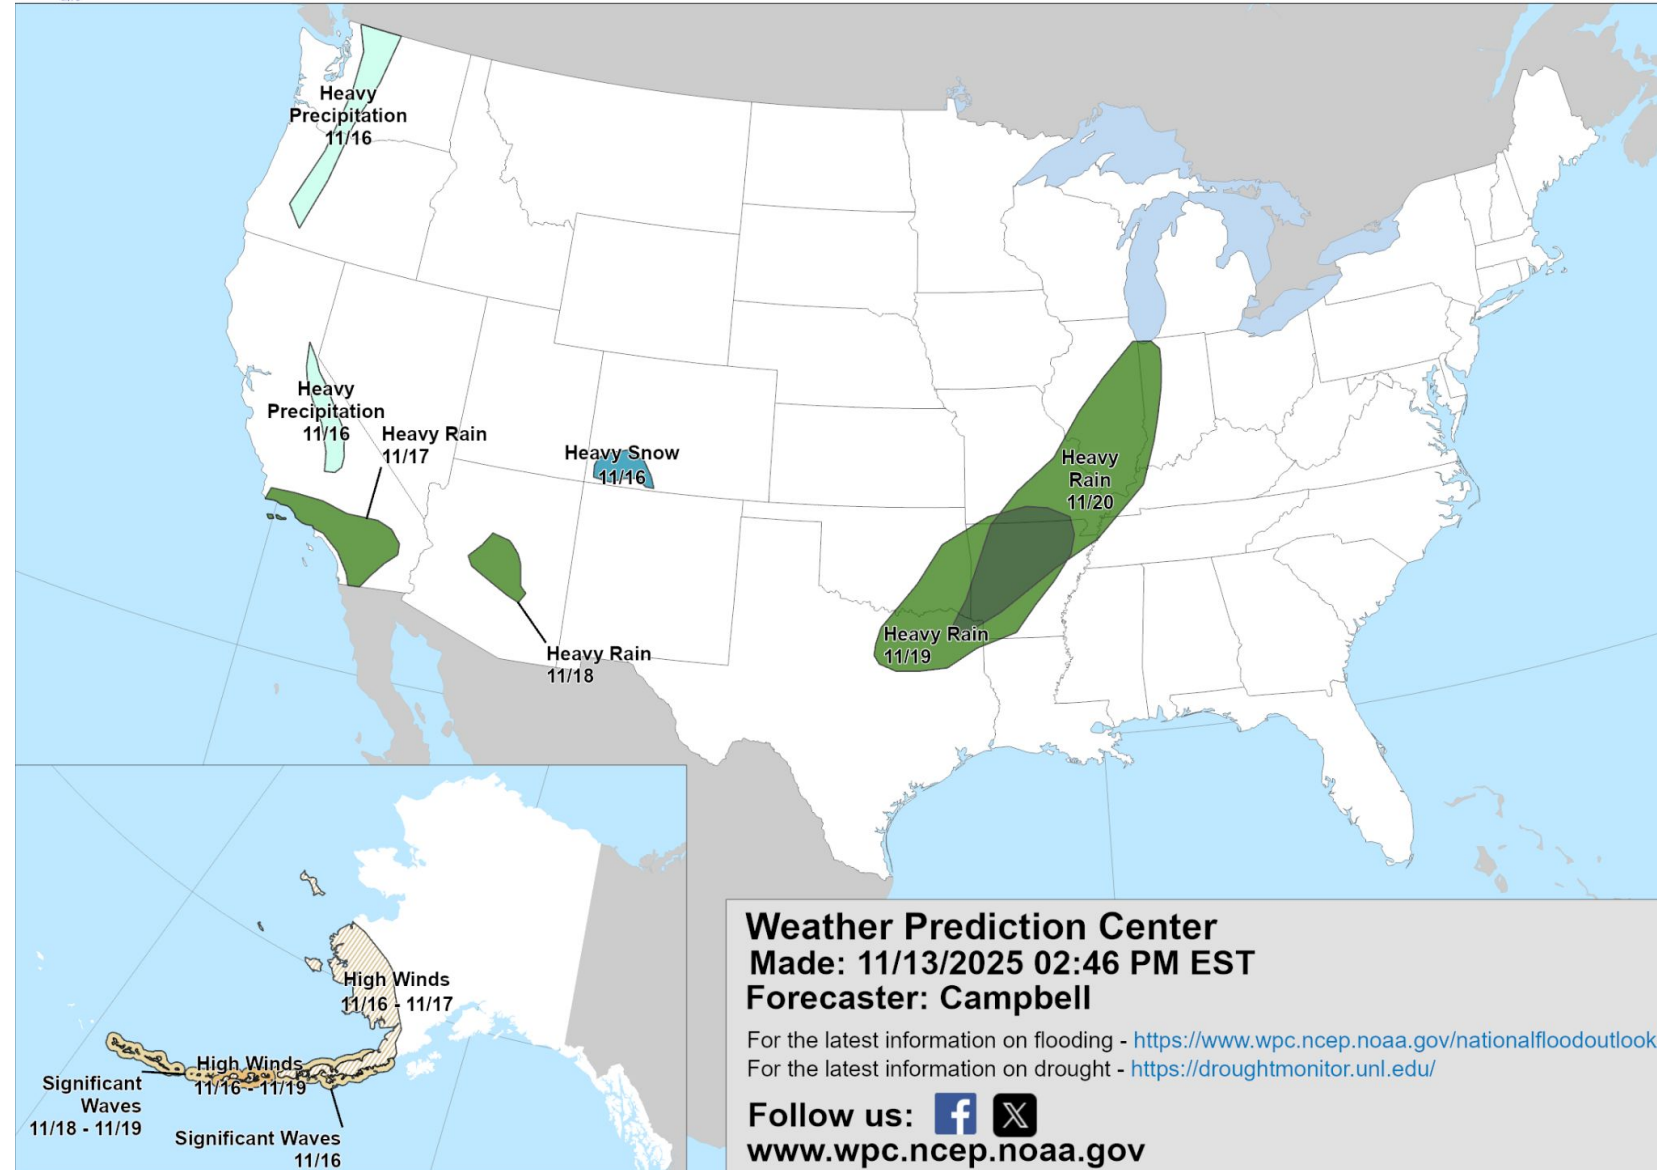 Heavy
Precipitation
11/16
Heavy
Precipitation
11/16
Heavy Rain
11/17
Heavy Snow
11/16
Heavy
Rain
11/20
Heavy Rain
11/19
Heavy Rain
11/18
High Winds
11/16 - 11/17
High Winds
11/16 - 11/19
Significant
Waves
11/18 - 11/19
Significant Waves
11/16
Weather Prediction Center
Made: 11/13/2025 02:46 PM EST
Forecaster: Campbell
For the latest information on flooding - https://www.wpc.ncep.noaa.gov/nationalfloodoutlook
For the latest information on drought - https://droughtmonitor.unl.edu/
Follow us:
www.wpc.ncep.noaa.gov